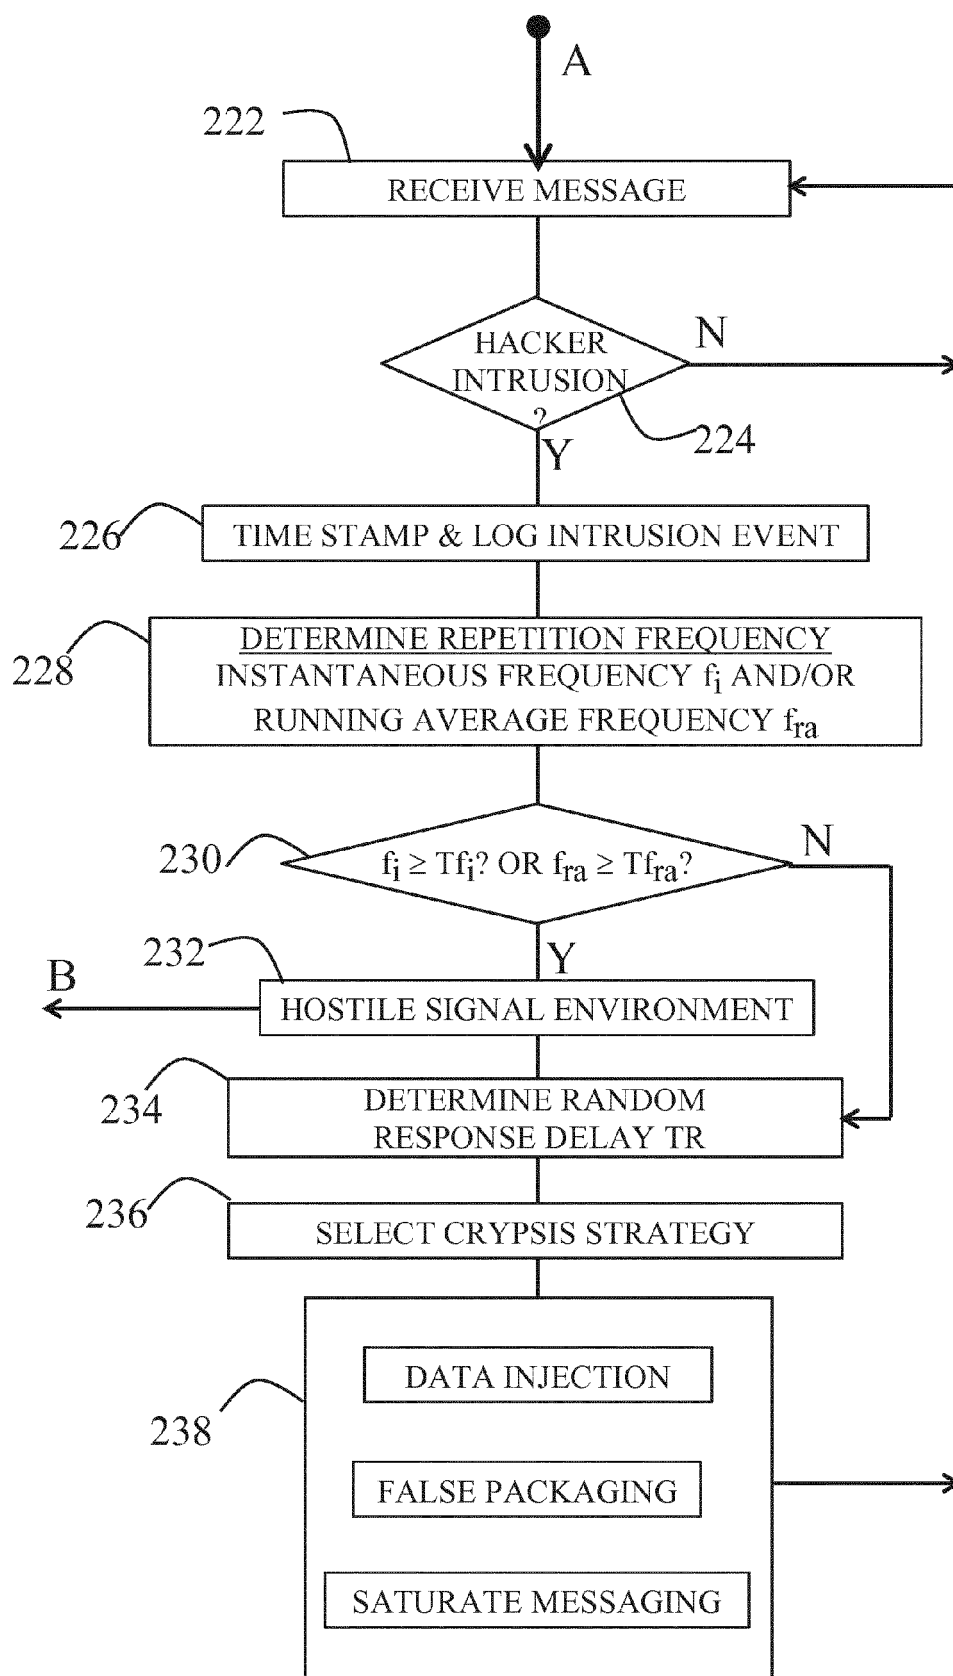 A
222
RECEIVE MESSAGE
HACKER
INTRUSION
?
N
224
Y
226
TIME STAMP & LOG INTRUSION EVENT
228
DETERMINE REPETITION FREQUENCY
INSTANTANEOUS FREQUENCY fi AND/OR
RUNNING AVERAGE FREQUENCY fra
230
fi ≥ Tfi? OR fra ≥ Tfra?
N
Y
232
B
HOSTILE SIGNAL ENVIRONMENT
234
DETERMINE RANDOM
RESPONSE DELAY TR
236
SELECT CRYPSIS STRATEGY
238
DATA INJECTION
FALSE PACKAGING
SATURATE MESSAGING